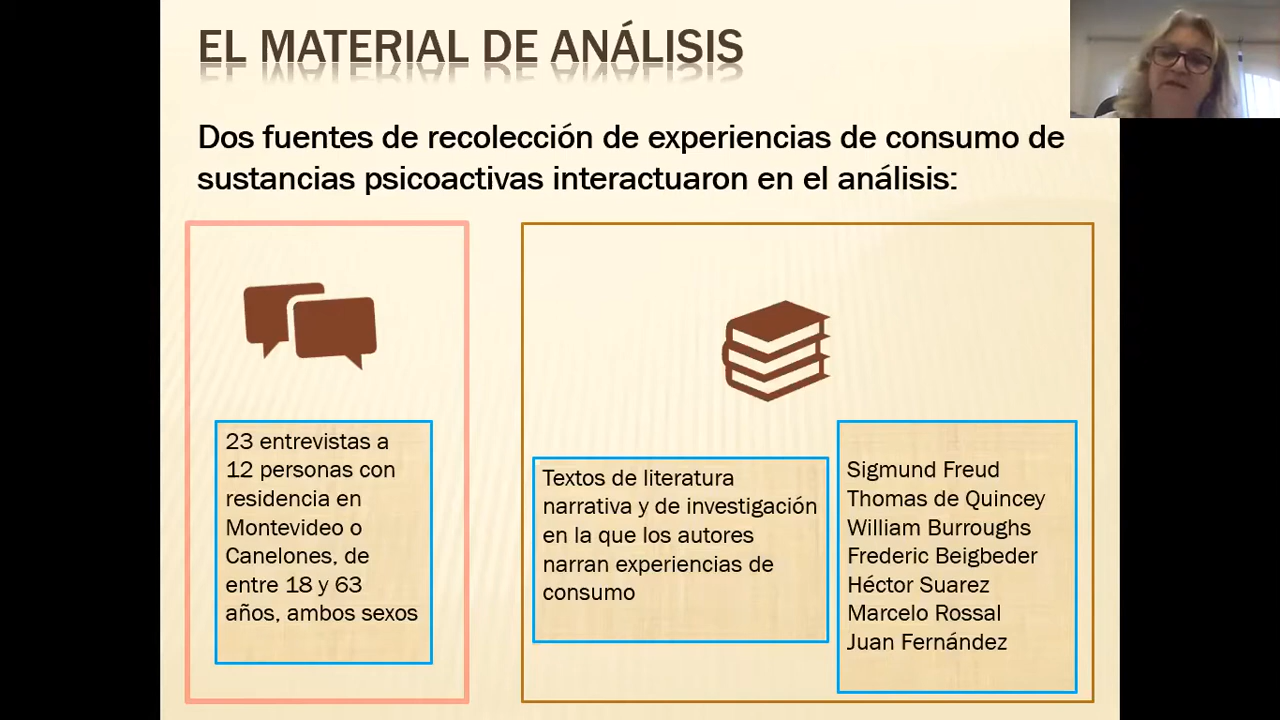 EL MATERIAL DE ANÁLISIS
Dos fuentes de recolección de experiencias de consumo de
sustancias psicoactivas interactuaron en el análisis:
23 entrevistas a
12 personas con
residencia en
Montevideo o
Canelones, de
entre 18 y 63
años, ambos sexos
Textos de literatura
narrativa y de investigación
en la que los autores
narran experiencias de
consumo
Sigmund Freud
Thomas de Quincey
William Burroughs
Frederic Beigbeder
Héctor Suarez
Marcelo Rossal
Juan Fernández